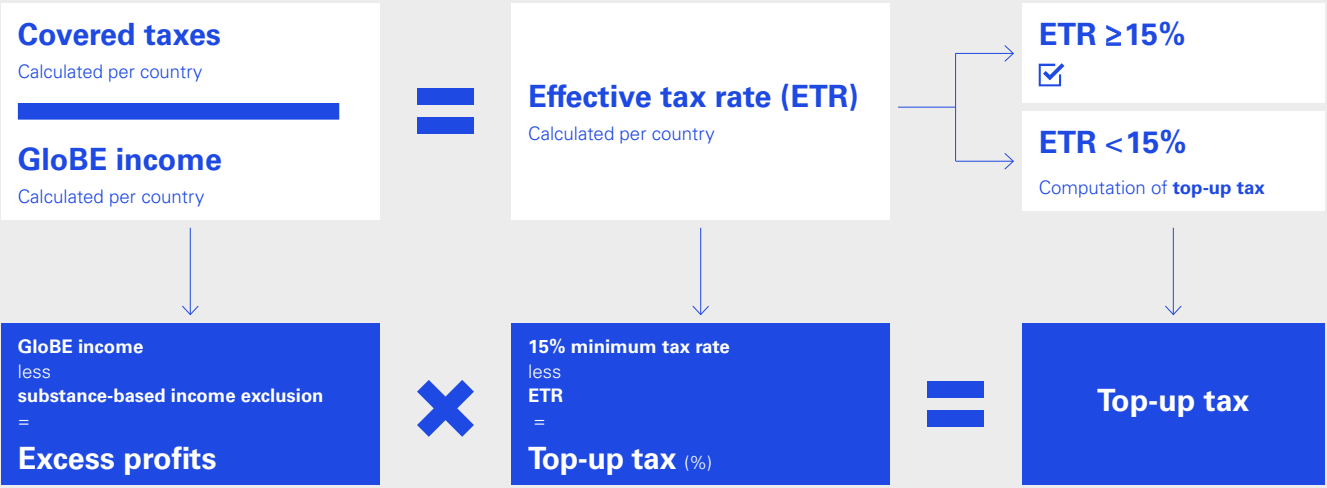 Covered taxes
Calculated per country
GloBE income
Calculated per country
=
Effective tax rate (ETR)
Calculated per country
ETR ≥15%
ETR <15%
Computation of top-up tax
GloBE income
less
substance-based income exclusion
=
Excess profits
×
15% minimum tax rate
less
ETR
=
Top-up tax (%)
=
Top-up tax